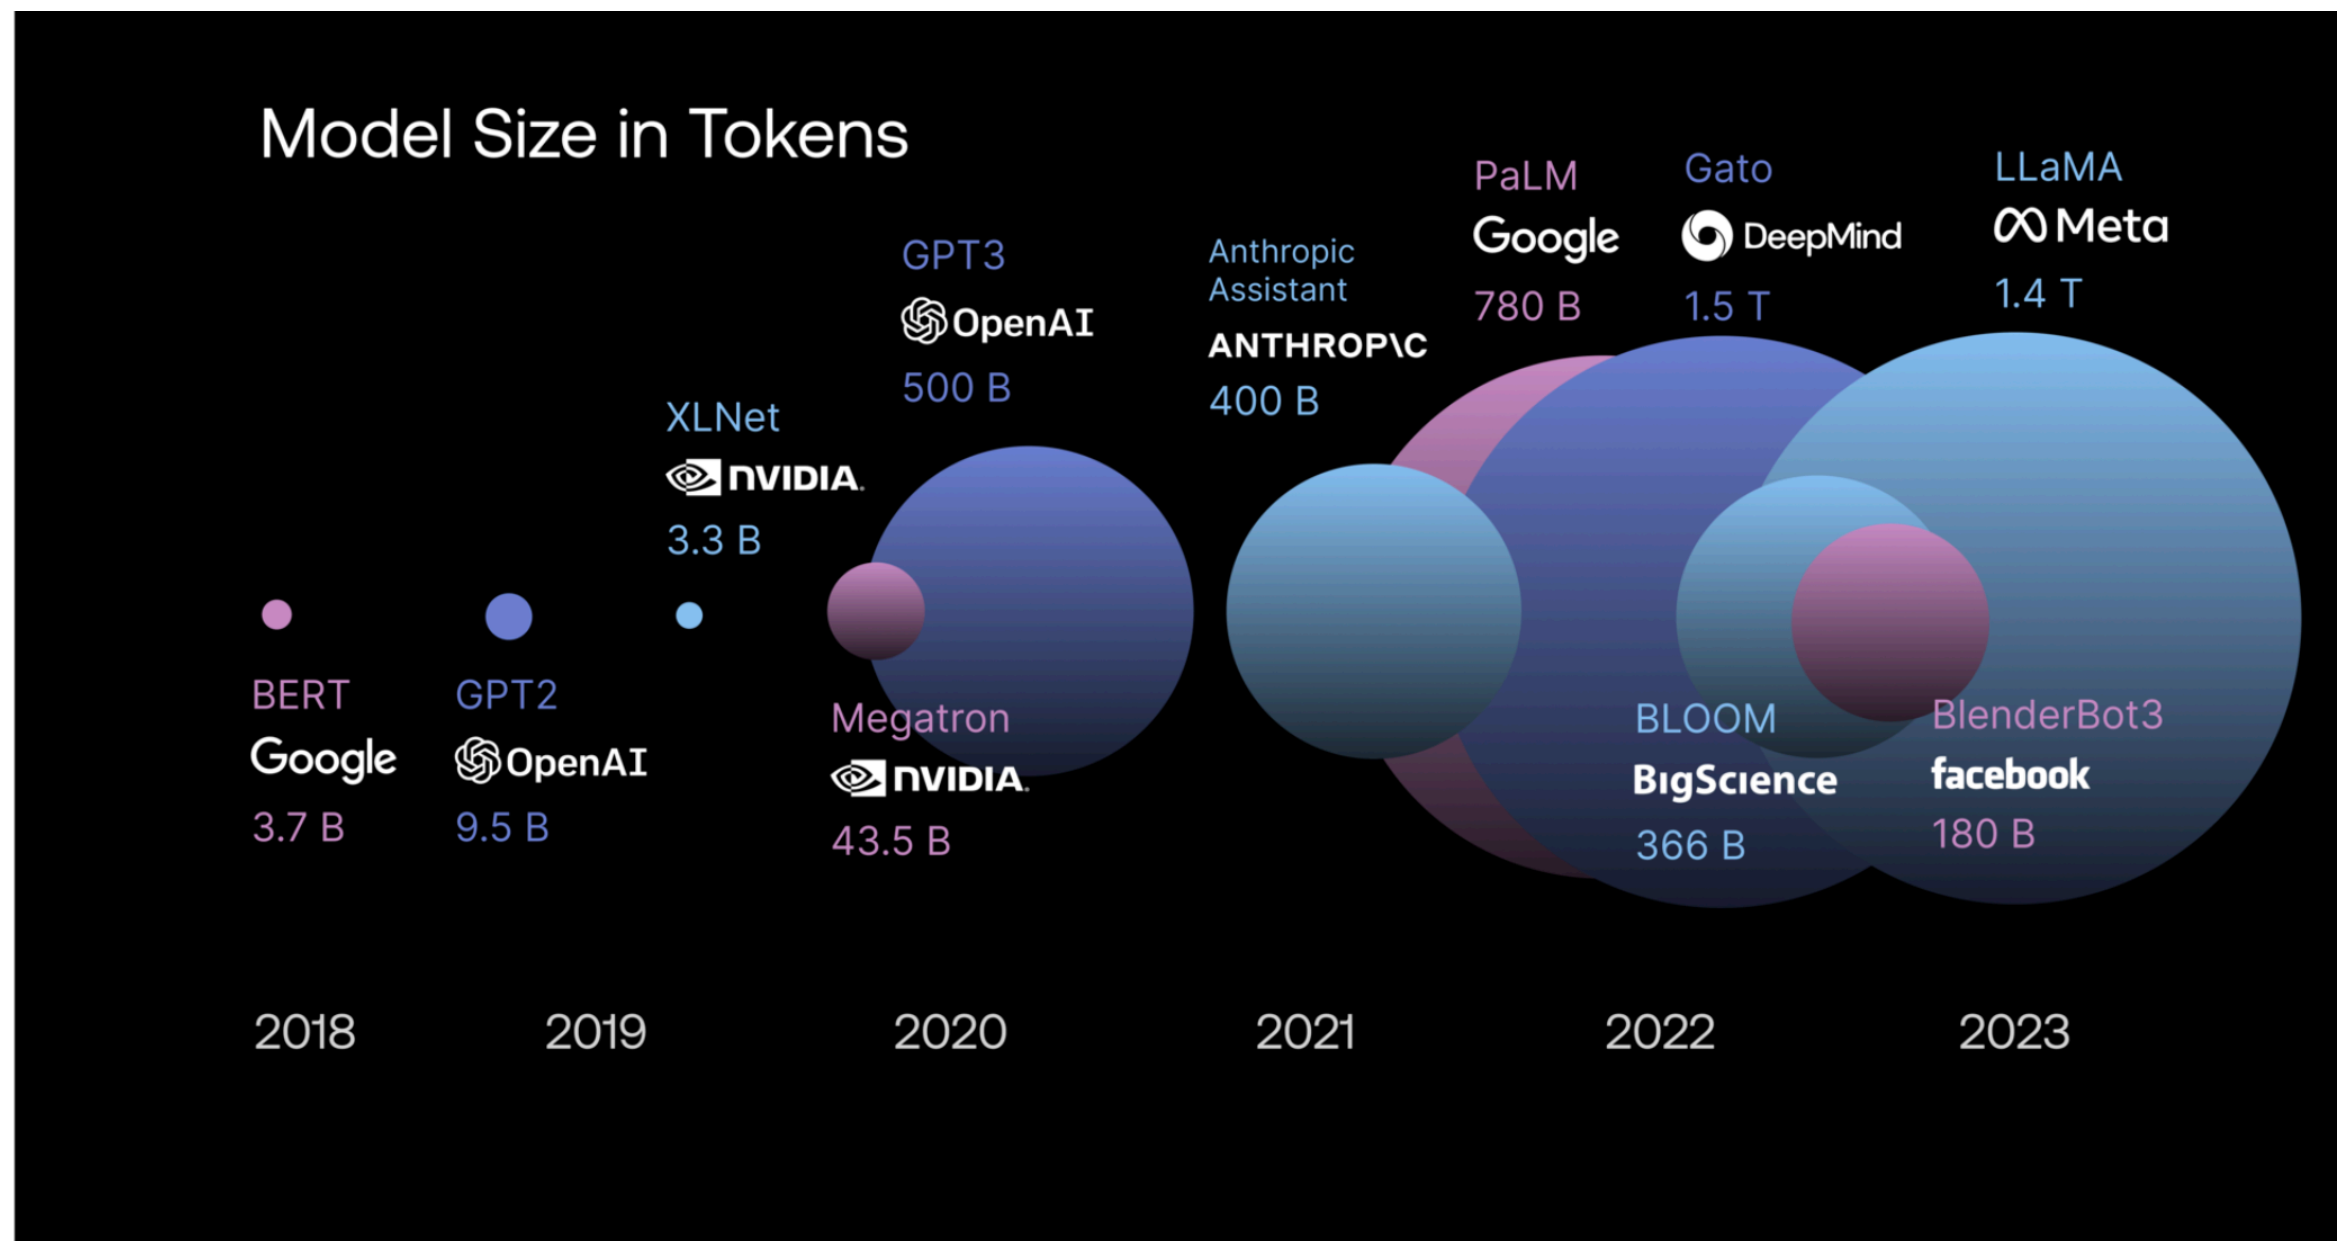 Model Size in Tokens
BERT
Google
3.7 B
GPT2
OpenAI
9.5 B
XLNet
NVIDIA.
3.3 B
Megatron
NVIDIA.
43.5 B
GPT3
OpenAI
500 B
Anthropic
Assistant
ANTHROP\C
400 B
PaLM
Google
780 B
Gato
DeepMind
1.5 T
LLaMA
Meta
1.4 T
BLOOM
BigScience
366 B
BlenderBot3
facebook
180 B
2018
2019
2020
2021
2022
2023